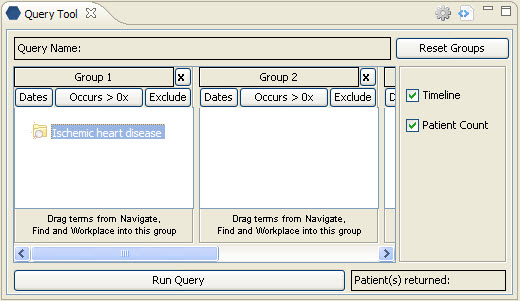 Query Tool
Query Name:
Reset Groups
Group 1 x Group 2 x
Dates Occurs > 0x Exclude Dates Occurs > 0x Exclude
Timeline
Ischemic heart disease
Patient Count
Drag terms from Navigate,
Find and Workplace into this group
Drag terms from Navigate,
Find and Workplace into this group
Run Query
Patient(s) returned: